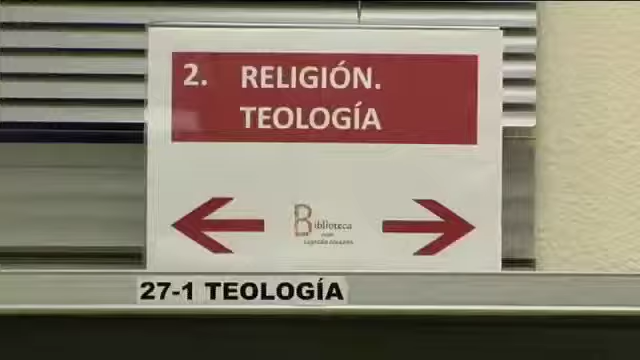 2. RELIGIÓN.
TEOLOGÍA
Biblioteca
27-1 TEOLOGÍA